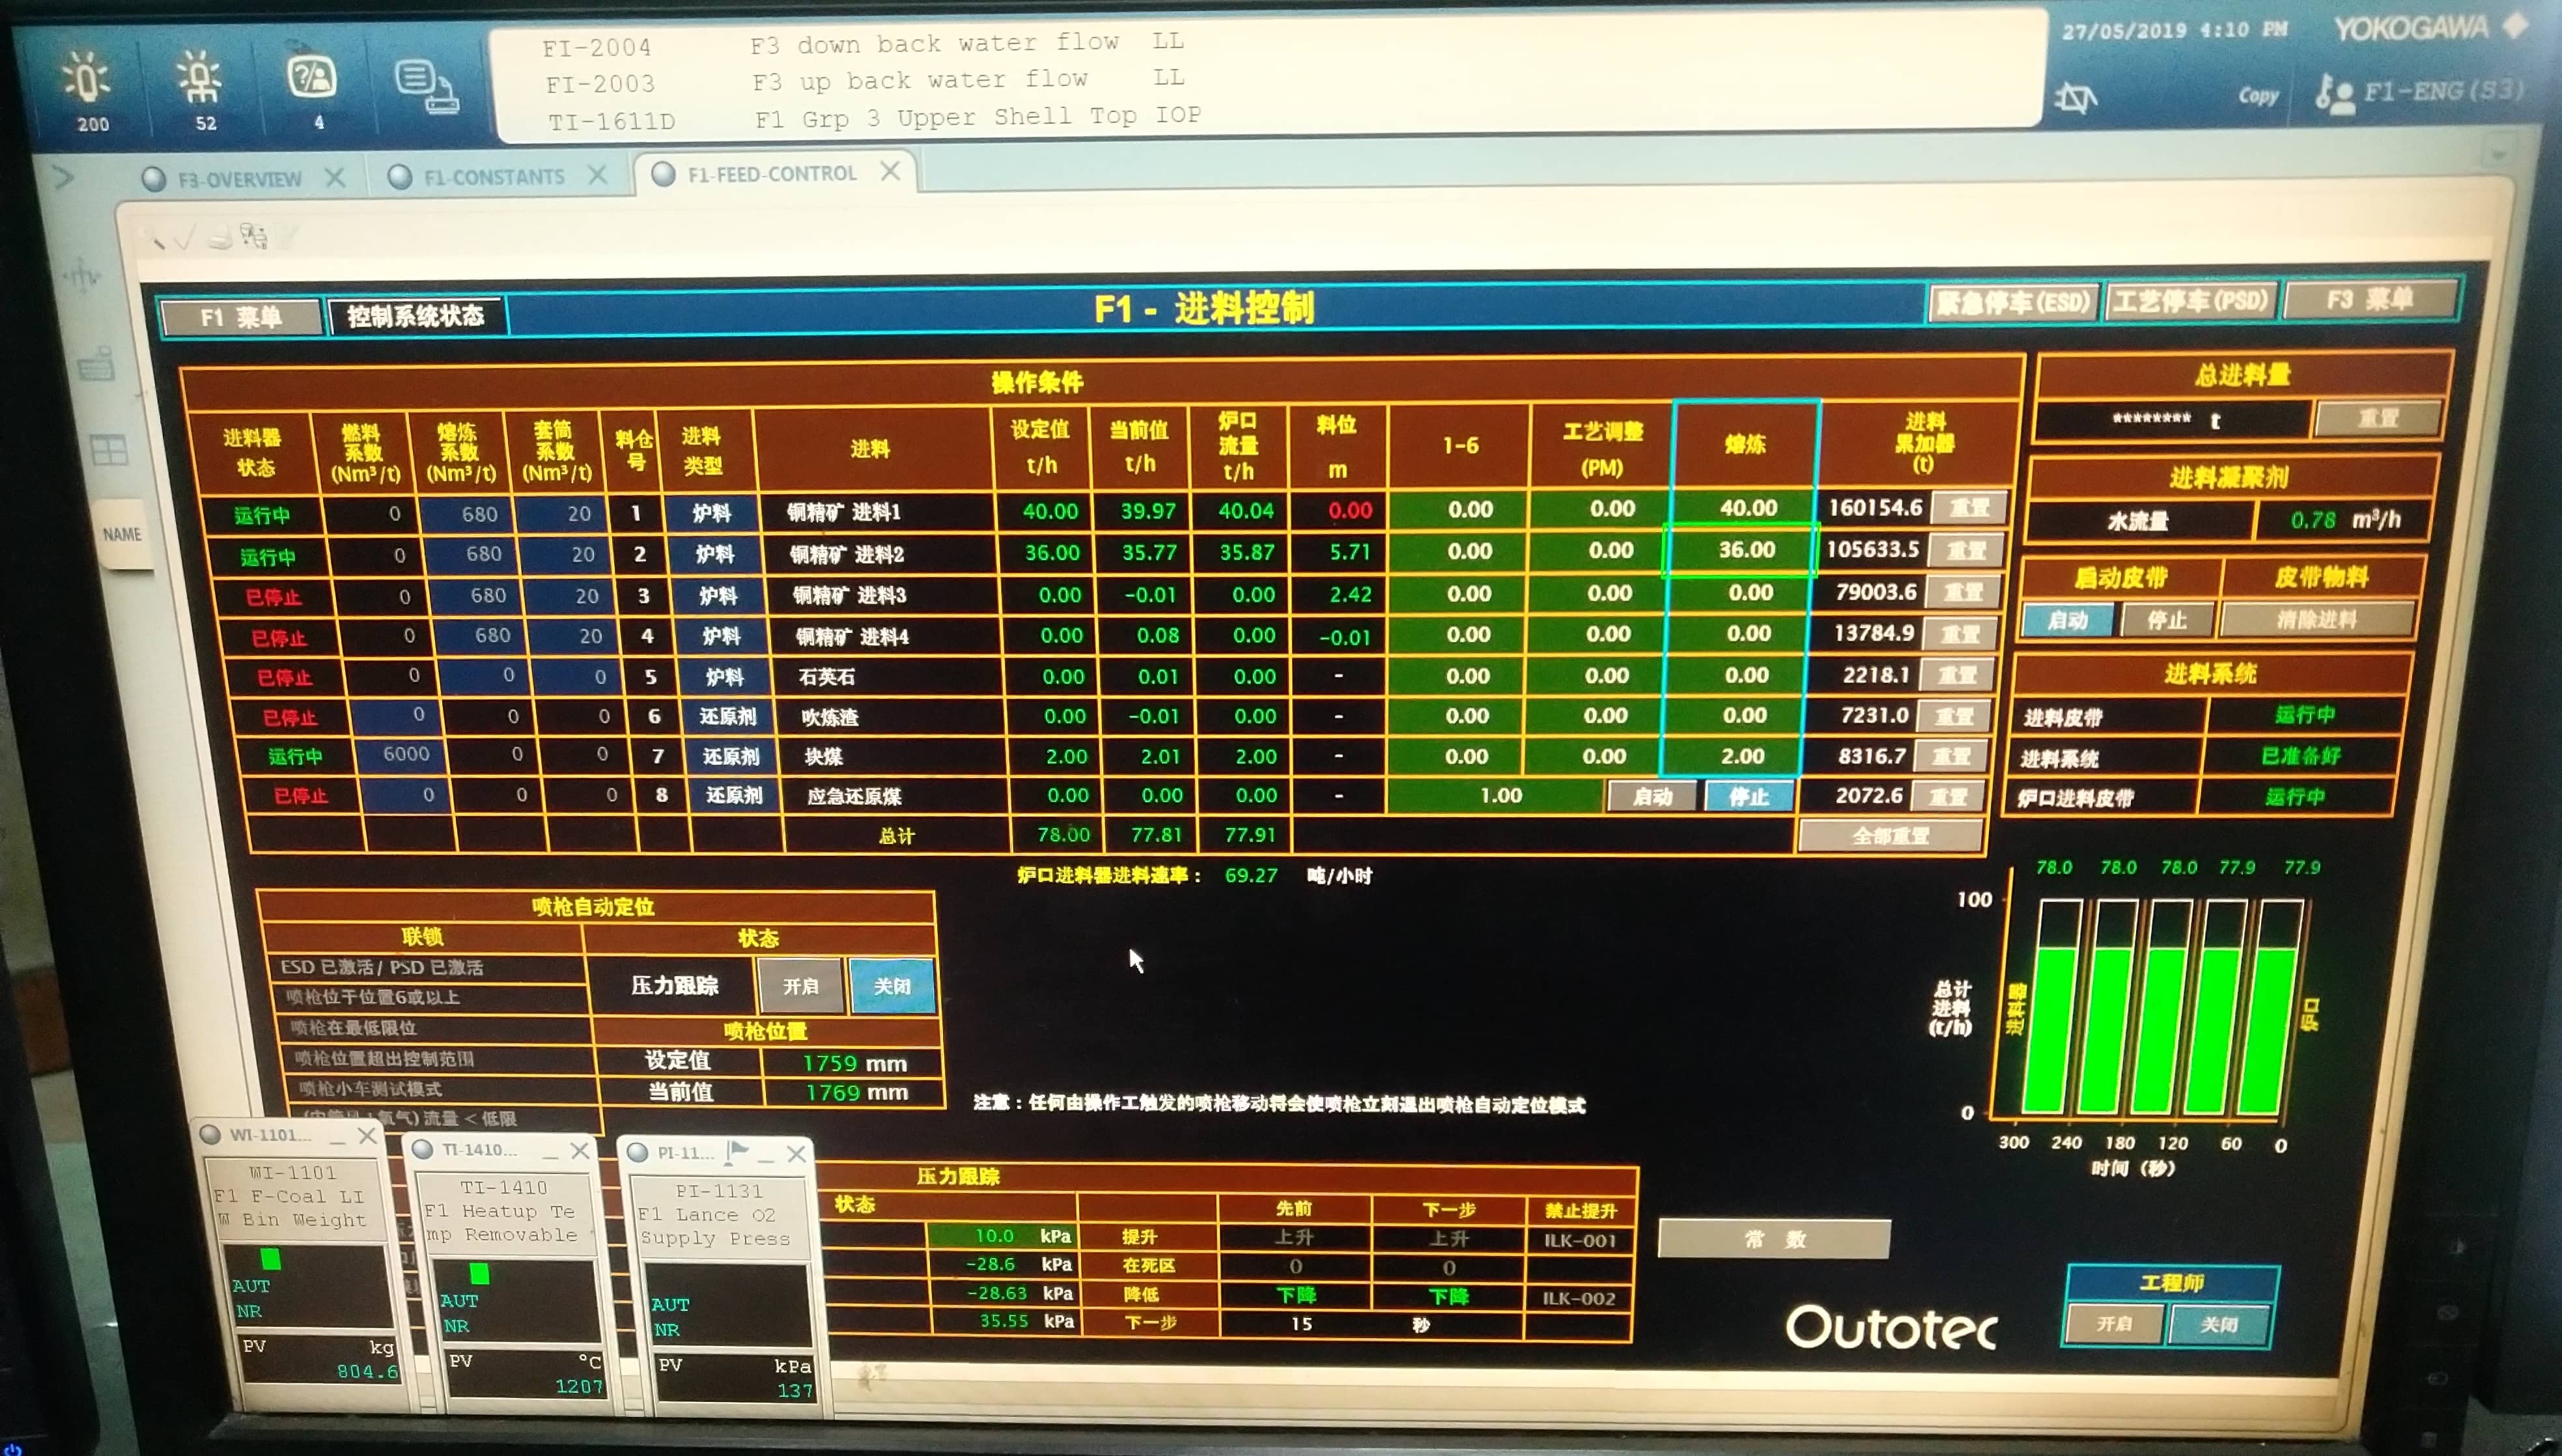 FI-2004 F3 down back water flow LL
FI-2003 F3 up back water flow LL
TI-1611D F1 Grp 3 Upper Shell Top IOP
200 52 4
27/05/2019 4:10 PM YOKOGAWA
Copy F1-ENG(S3)
F3-OVERVIEW F1-CONSTANTS F1-FEED-CONTROL
NAME
F1 菜单 控制系统状态 F1 - 进料控制 紧急停车(ESD) 工艺停车(PSD) F3 菜单
操作条件
进料器状态 燃料系数(Nm³/t) 熔炼系数(Nm³/t) 套筒系数(Nm³/t) 料仓号 进料类型 进料 设定值 t/h 当前值 t/h 炉口流量 t/h 料位 m 1-6 工艺调整(PM) 熔炼 进料累加器(t)
运行中 0 680 20 1 炉料 铜精矿 进料1 40.00 39.97 40.04 0.00 0.00 0.00 40.00 160154.6 重置
运行中 0 680 20 2 炉料 铜精矿 进料2 36.00 35.77 35.87 5.71 0.00 0.00 36.00 105633.5 重置
已停止 0 680 20 3 炉料 铜精矿 进料3 0.00 -0.01 0.00 2.42 0.00 0.00 0.00 79003.6 重置
已停止 0 680 20 4 炉料 铜精矿 进料4 0.00 0.08 0.00 -0.01 0.00 0.00 0.00 13784.9 重置
已停止 0 0 0 5 炉料 石英石 0.00 0.01 0.00 - 0.00 0.00 0.00 2218.1 重置
已停止 0 0 0 6 还原剂 吹炼渣 0.00 -0.01 0.00 - 0.00 0.00 0.00 7231.0 重置
运行中 6000 0 0 7 还原剂 块煤 2.00 2.01 2.00 - 0.00 0.00 2.00 8316.7 重置
已停止 0 0 0 8 还原剂 应急还原煤 0.00 0.00 0.00 - 1.00 启动 停止 2072.6 重置
总计 78.00 77.81 77.91 全部重置
炉口进料器进料速率： 69.27 吨/小时
总进料量
******** t 重置
进料凝聚剂
水流量 0.78 m³/h
启动皮带 皮带物料
启动 停止 清除进料
进料系统
进料皮带 运行中
进料系统 已准备好
炉口进料皮带 运行中
78.0 78.0 78.0 77.9 77.9
100
总计进料(t/h)
进料器
炉口
0
300 240 180 120 60 0
时间（秒）
喷枪自动定位
联锁 状态
ESD 已激活/ PSD 已激活
喷枪位于位置6或以上
喷枪在最低限位
喷枪位置超出控制范围
喷枪小车测试模式
氧气) 流量 < 低限
压力跟踪 开启 关闭
喷枪位置
设定值 1759 mm
当前值 1769 mm
注意：任何由操作工触发的喷枪移动将会使喷枪立刻退出喷枪自动定位模式
压力跟踪
状态 先前 下一步 禁止提升
10.0 kPa 提升 上升 上升 ILK-001
-28.6 kPa 在死区 0 0
-28.63 kPa 降低 下降 下降 ILK-002
35.55 kPa 下一步 15 秒
常 数
Outotec
工程师
开启 关闭
WI-1101...
WI-1101
F1 F-Coal LI
W Bin Weight
AUT
NR
PV kg
804.6
TI-1410...
TI-1410
F1 Heatup Te
mp Removable
AUT
NR
PV °C
1207
PI-11...
PI-1131
F1 Lance O2
Supply Press
AUT
NR
PV kPa
137